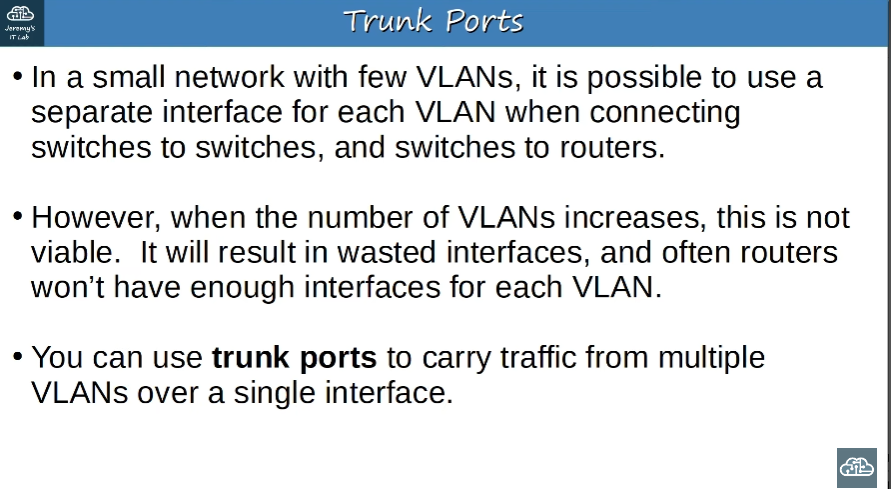 Jeremy's
IT Lab
Trunk Ports
• In a small network with few VLANs, it is possible to use a
separate interface for each VLAN when connecting
switches to switches, and switches to routers.
• However, when the number of VLANs increases, this is not
viable.  It will result in wasted interfaces, and often routers
won't have enough interfaces for each VLAN.
• You can use trunk ports to carry traffic from multiple
VLANs over a single interface.